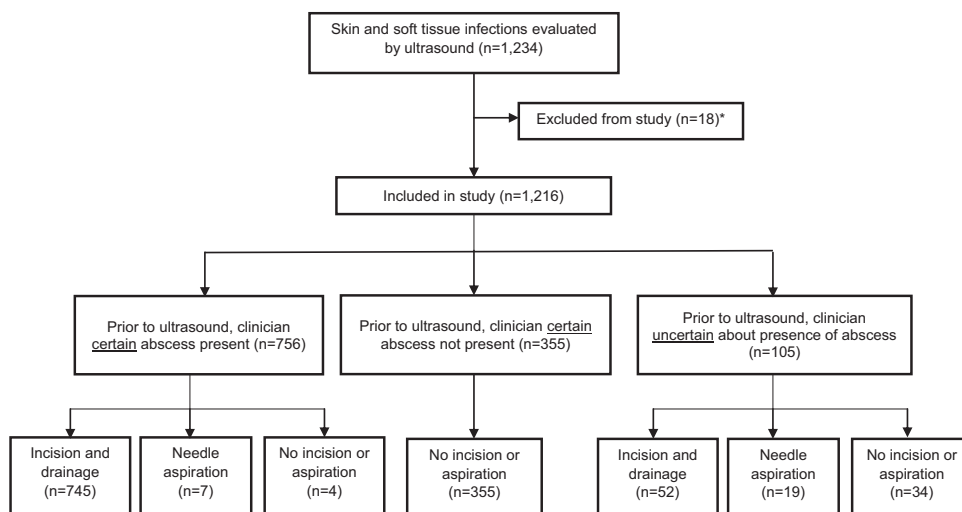 Skin and soft tissue infections evaluated
by ultrasound (n=1,234)
Excluded from study (n=18)*
Included in study (n=1,216)
Prior to ultrasound, clinician
certain abscess present (n=756)
Prior to ultrasound, clinician certain
abscess not present (n=355)
Prior to ultrasound, clinician
uncertain about presence of abscess
(n=105)
Incision and
drainage
(n=745)
Needle
aspiration
(n=7)
No incision or
aspiration
(n=4)
No incision or
aspiration
(n=355)
Incision and
drainage
(n=52)
Needle
aspiration
(n=19)
No incision or
aspiration
(n=34)